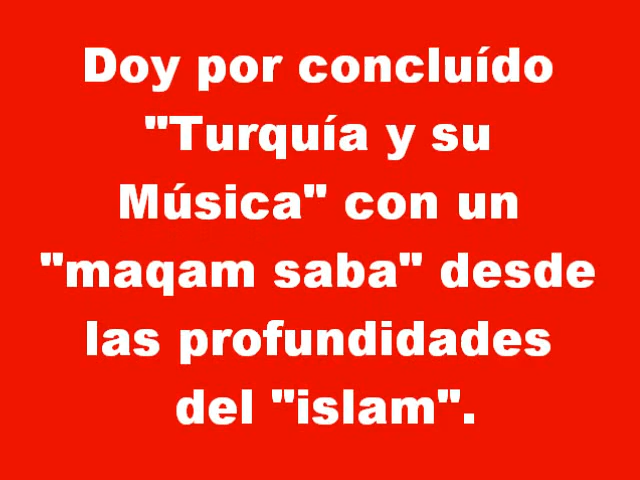 Doy por concluído
"Turquía y su
Música" con un
"maqam saba" desde
las profundidades
del "islam".